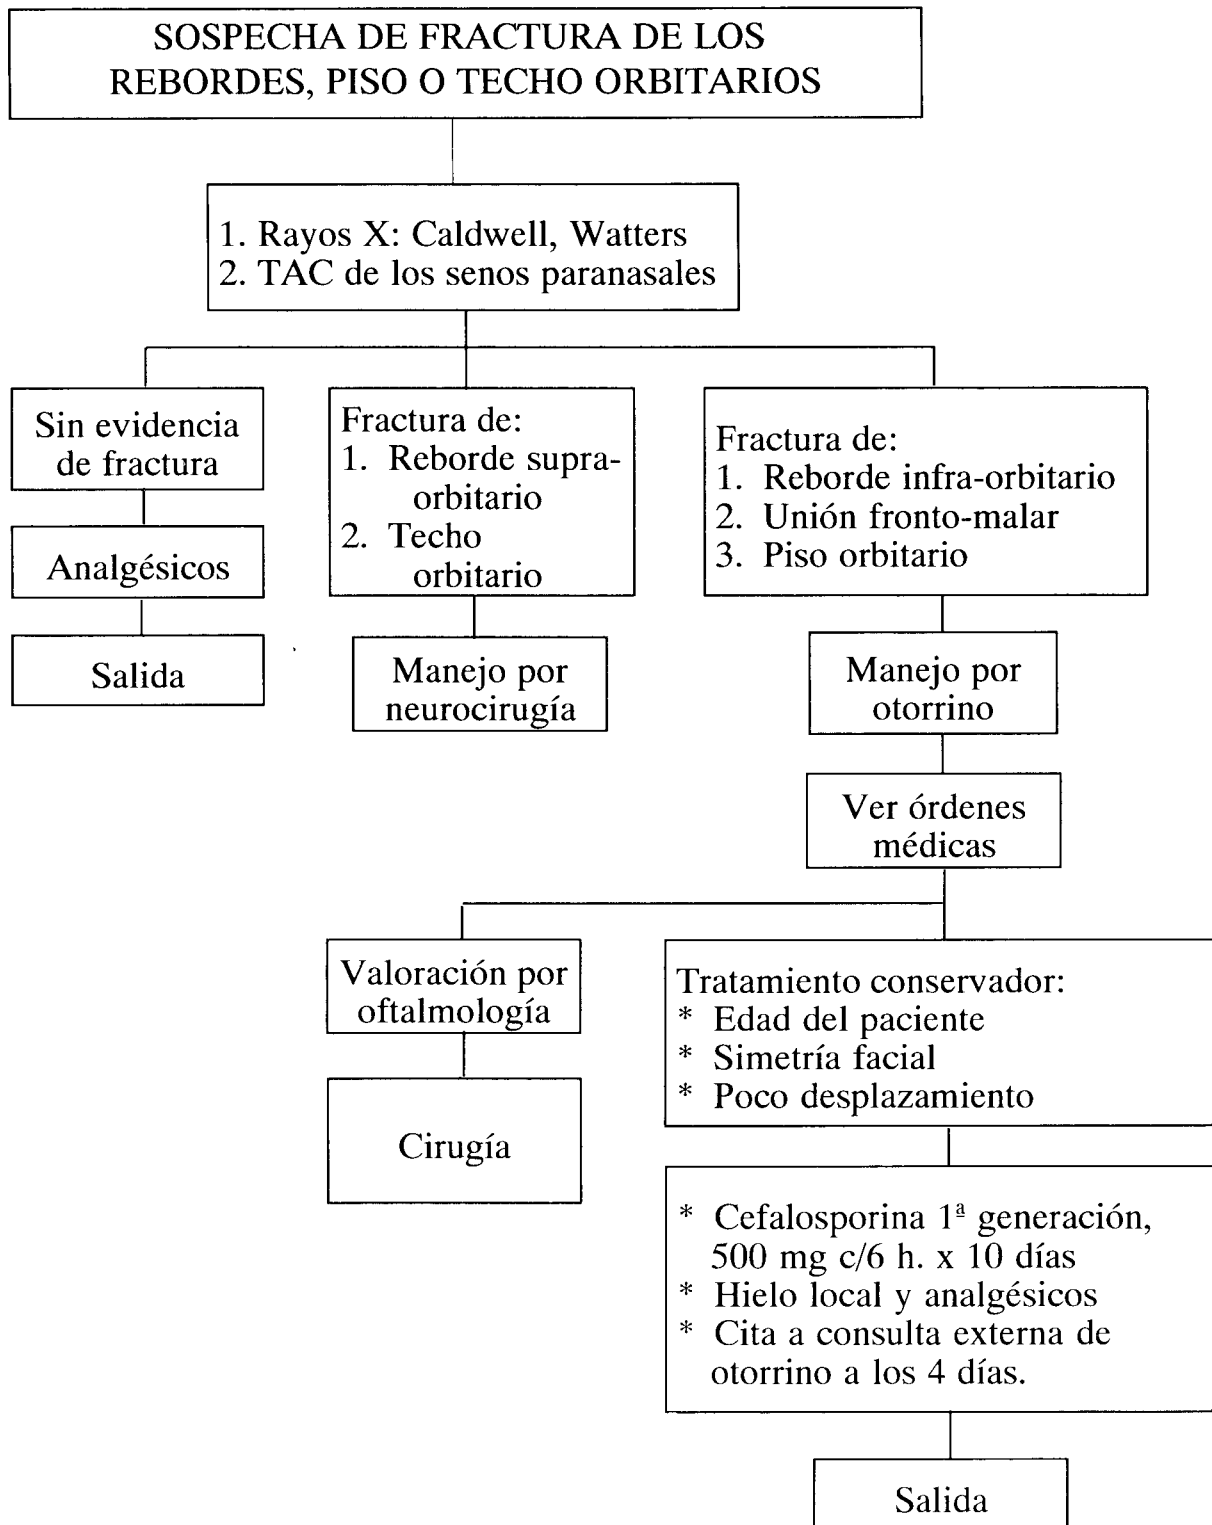 SOSPECHA DE FRACTURA DE LOS
REBORDES, PISO O TECHO ORBITARIOS
1. Rayos X: Caldwell, Watters
2. TAC de los senos paranasales
Sin evidencia
de fractura
Analgésicos
Salida
Fractura de:
1. Reborde supra-
orbitario
2. Techo
orbitario
Manejo por
neurocirugía
Fractura de:
1. Reborde infra-orbitario
2. Unión fronto-malar
3. Piso orbitario
Manejo por
otorrino
Ver órdenes
médicas
Valoración por
oftalmología
Cirugía
Tratamiento conservador:
* Edad del paciente
* Simetría facial
* Poco desplazamiento
* Cefalosporina 1ª generación,
500 mg c/6 h. x 10 días
* Hielo local y analgésicos
* Cita a consulta externa de
otorrino a los 4 días.
Salida